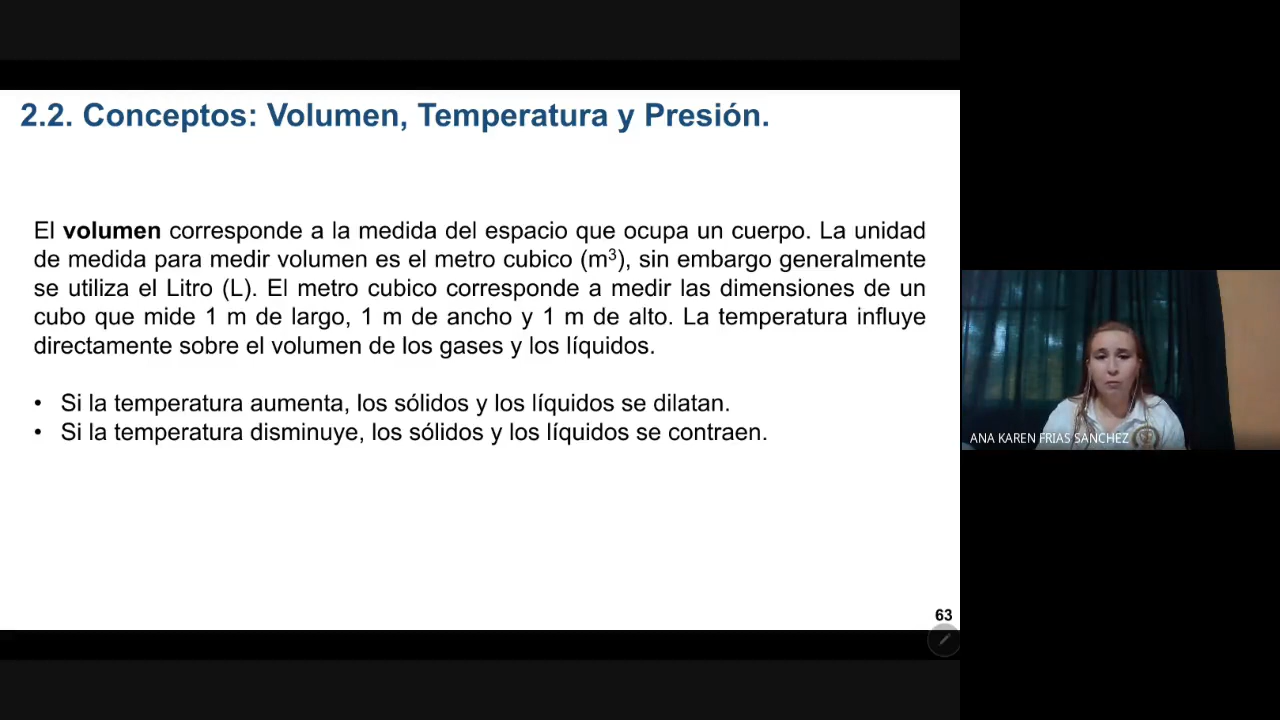 2.2. Conceptos: Volumen, Temperatura y Presión.
El volumen corresponde a la medida del espacio que ocupa un cuerpo. La unidad
de medida para medir volumen es el metro cubico (m³), sin embargo generalmente
se utiliza el Litro (L). El metro cubico corresponde a medir las dimensiones de un
cubo que mide 1 m de largo, 1 m de ancho y 1 m de alto. La temperatura influye
directamente sobre el volumen de los gases y los líquidos.
• Si la temperatura aumenta, los sólidos y los líquidos se dilatan.
• Si la temperatura disminuye, los sólidos y los líquidos se contraen.
63
ANA KAREN FRIAS SANCHEZ